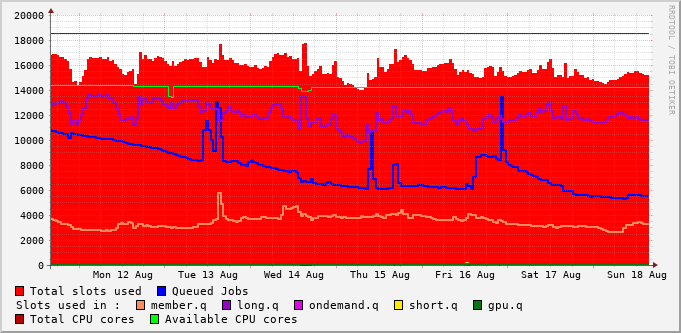 20000
18000
16000
14000
12000
10000
8000
6000
4000
2000
0
Mon 12 Aug Tue 13 Aug Wed 14 Aug Thu 15 Aug Fri 16 Aug Sat 17 Aug Sun 18 Aug
Total slots used Queued Jobs
Slots used in : member.q long.q ondemand.q short.q gpu.q
Total CPU cores Available CPU cores
RRDTOOL / TOBI OETIKER